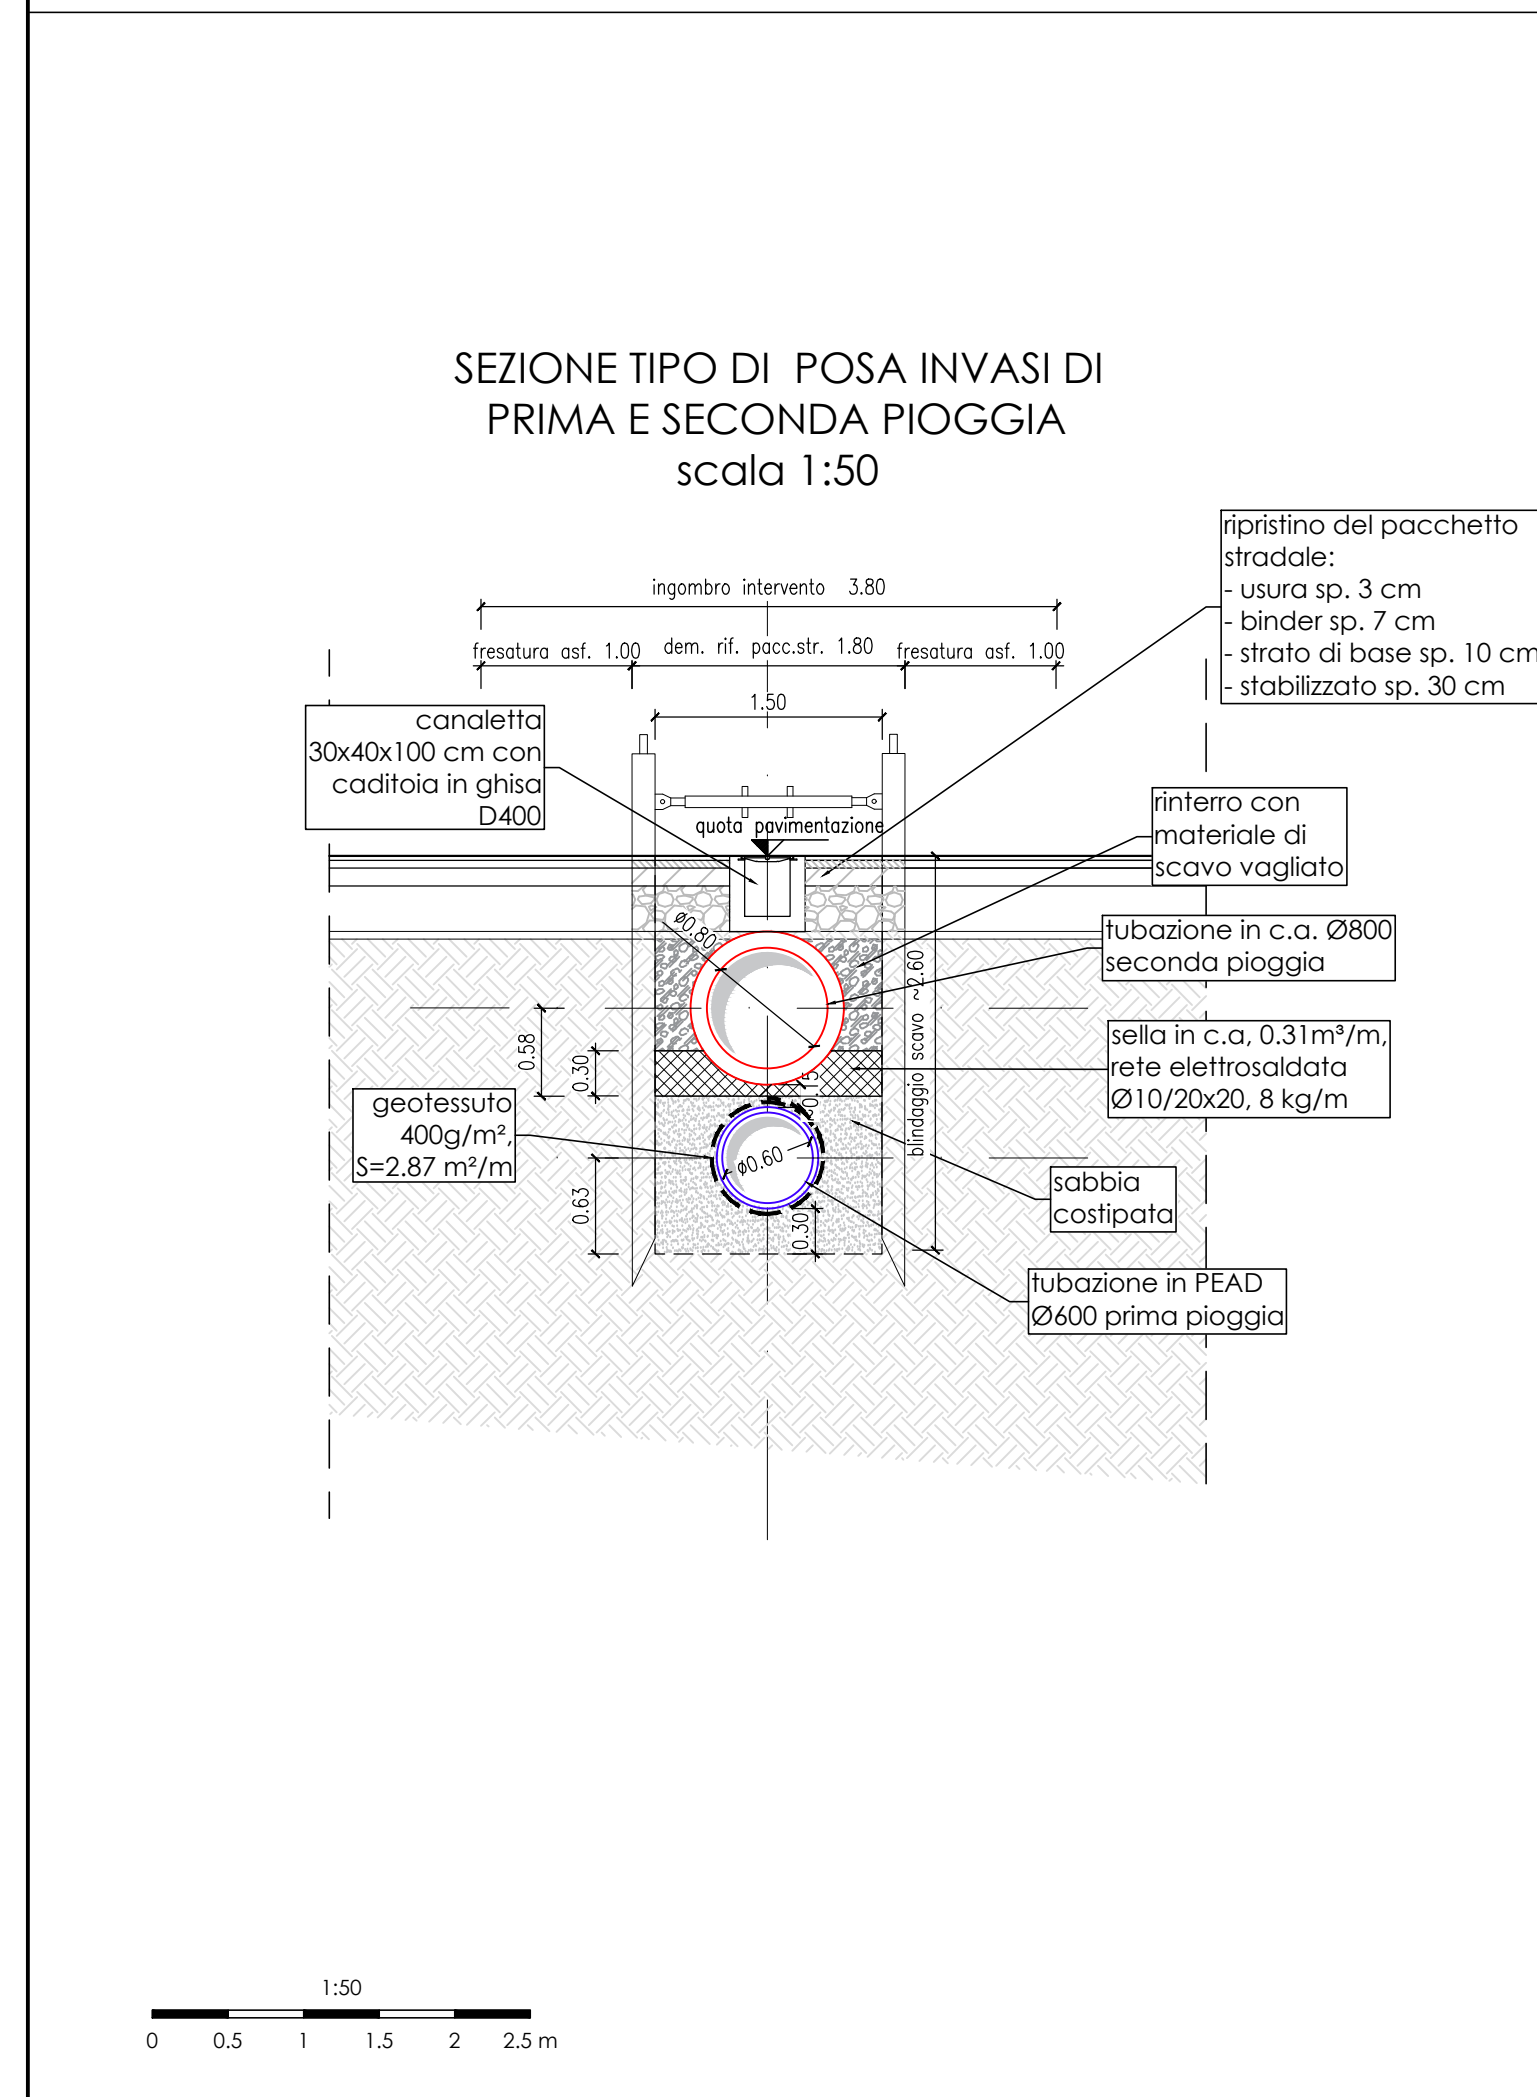 SEZIONE TIPO DI POSA INVASI DI
PRIMA E SECONDA PIOGGIA
scala 1:50
ripristino del pacchetto
stradale:
- usura sp. 3 cm
- binder sp. 7 cm
- strato di base sp. 10 cm
- stabilizzato sp. 30 cm
ingombro intervento 3.80
fresatura asf. 1.00
dem. rif. pacc.str. 1.80
fresatura asf. 1.00
1.50
canaletta
30x40x100 cm con
caditoia in ghisa
D400
quota pavimentazione
rinterro con
materiale di
scavo vagliato
Ø0.80
tubazione in c.a. Ø800
seconda pioggia
blindaggio scavo ~2.60
0.58
0.30
sella in c.a, 0.31m³/m,
rete elettrosaldata
Ø10/20x20, 8 kg/m
~0.15
geotessuto
400g/m²,
S=2.87 m²/m
Ø0.60
0.63
0.30
sabbia
costipata
tubazione in PEAD
Ø600 prima pioggia
1:50
0 0.5 1 1.5 2 2.5 m